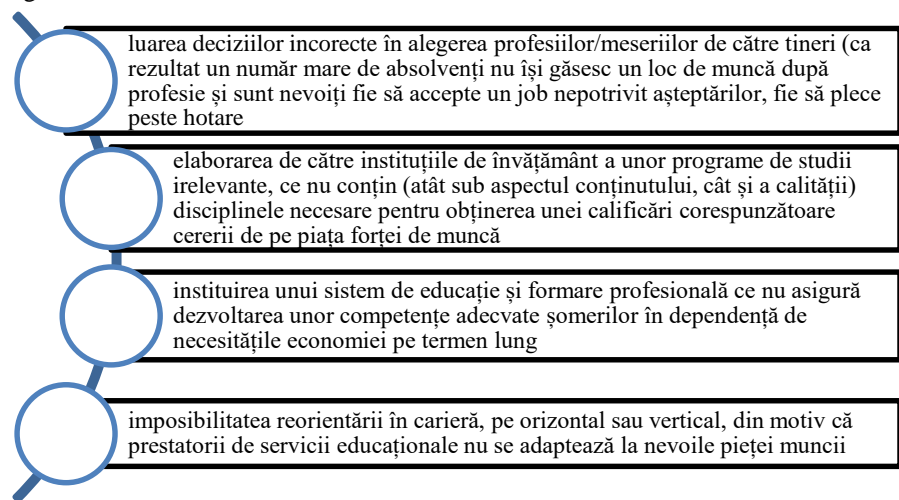 luarea deciziilor incorecte în alegerea profesiilor/meseriilor de către tineri (ca
rezultat un număr mare de absolvenți nu își găsesc un loc de muncă după
profesie și sunt nevoiți fie să accepte un job nepotrivit așteptărilor, fie să plece
peste hotare
elaborarea de către instituțiile de învățământ a unor programe de studii
irelevante, ce nu conțin (atât sub aspectul conținutului, cât și a calității)
disciplinele necesare pentru obținerea unei calificări corespunzătoare
cererii de pe piața forței de muncă
instituirea unui sistem de educație și formare profesională ce nu asigură
dezvoltarea unor competențe adecvate șomerilor în dependență de
necesitățile economiei pe termen lung
imposibilitatea reorientării în carieră, pe orizontal sau vertical, din motiv că
prestatorii de servicii educaționale nu se adaptează la nevoile pieței muncii